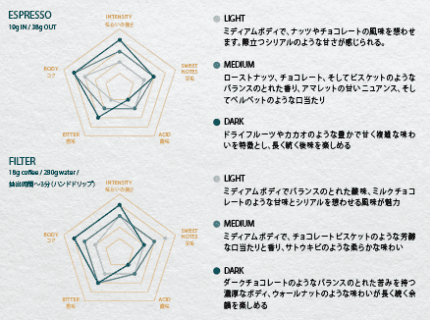 ESPRESSO
19g IN / 38g OUT
INTENSITY
味わいの強さ
SWEET NOTES
甘味
ACID
酸味
BITTER
苦味
BODY
コク
LIGHT
ミディアムボディで、ナッツやチョコレートの風味を想わせ
ます。際立つシリアルのような甘さが感じられる。
MEDIUM
ローストナッツ、チョコレート、そしてビスケットのような
バランスのとれた香り、アマレットの甘いニュアンス、そし
てベルベットのような口当たり
DARK
ドライフルーツやカカオのような豊かで甘く複雑な味わ
いを特徴とし、長く続く後味を楽しめる
FILTER
18g coffee / 280g water /
抽出時間〜3分（ハンドドリップ）
INTENSITY
味わいの強さ
SWEET NOTES
甘味
ACID
酸味
BITTER
苦味
BODY
コク
LIGHT
ミディアムボディでバランスのとれた酸味、ミルクチョコ
レートのような甘味とシリアルを想わせる風味が魅力
MEDIUM
ミディアムボディで、チョコレートビスケットのような芳醇
な口当たりと香り、サトウキビのような柔らかな味わい
DARK
ダークチョコレートのようなバランスのとれた苦みを持つ
濃厚なボディ、ウォールナットのような味わいが長く続く余
韻を楽しめる